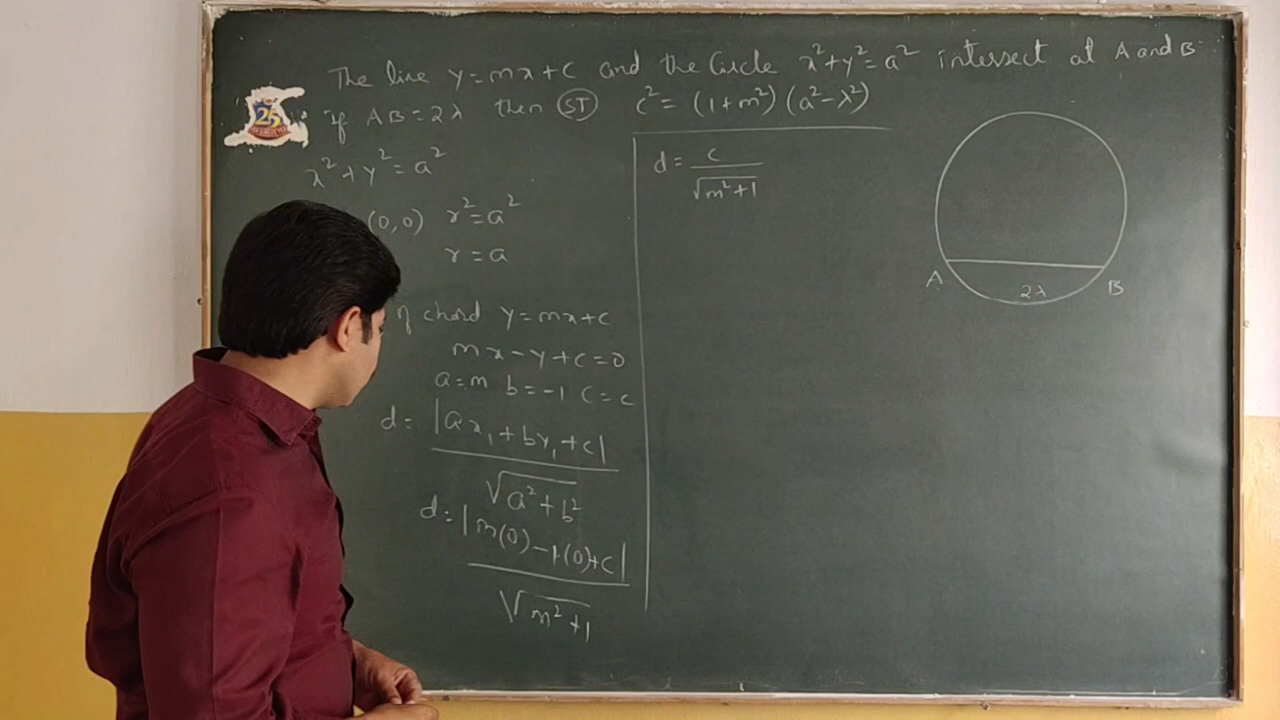 The line y=mx+c and the Circle x²+y²=a² intersect at A and B
If AB=2λ then ST c²=(1+m²)(a²-λ²)
x²+y²=a²
(0,0) r²=a²
r=a
of chord y=mx+c
mx-y+c=0
a=m b=-1 c=c
d=|ax₁+by₁+c|
√a²+b²
d=|m(0)-1(0)+c|
√m²+1
d=c
√m²+1
A 2λ B
25